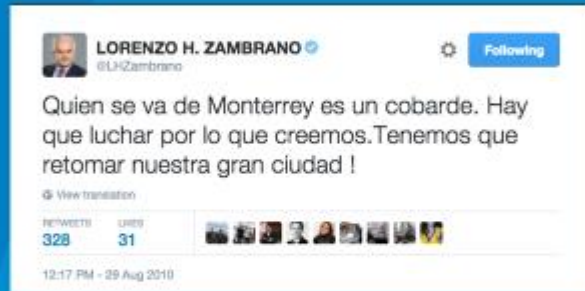 LORENZO H. ZAMBRANO
@LHZambrano
Following
Quien se va de Monterrey es un cobarde. Hay
que luchar por lo que creemos.Tenemos que
retomar nuestra gran ciudad !
View translation
RETWEETS LIKES
328 31
12:17 PM - 29 Aug 2010